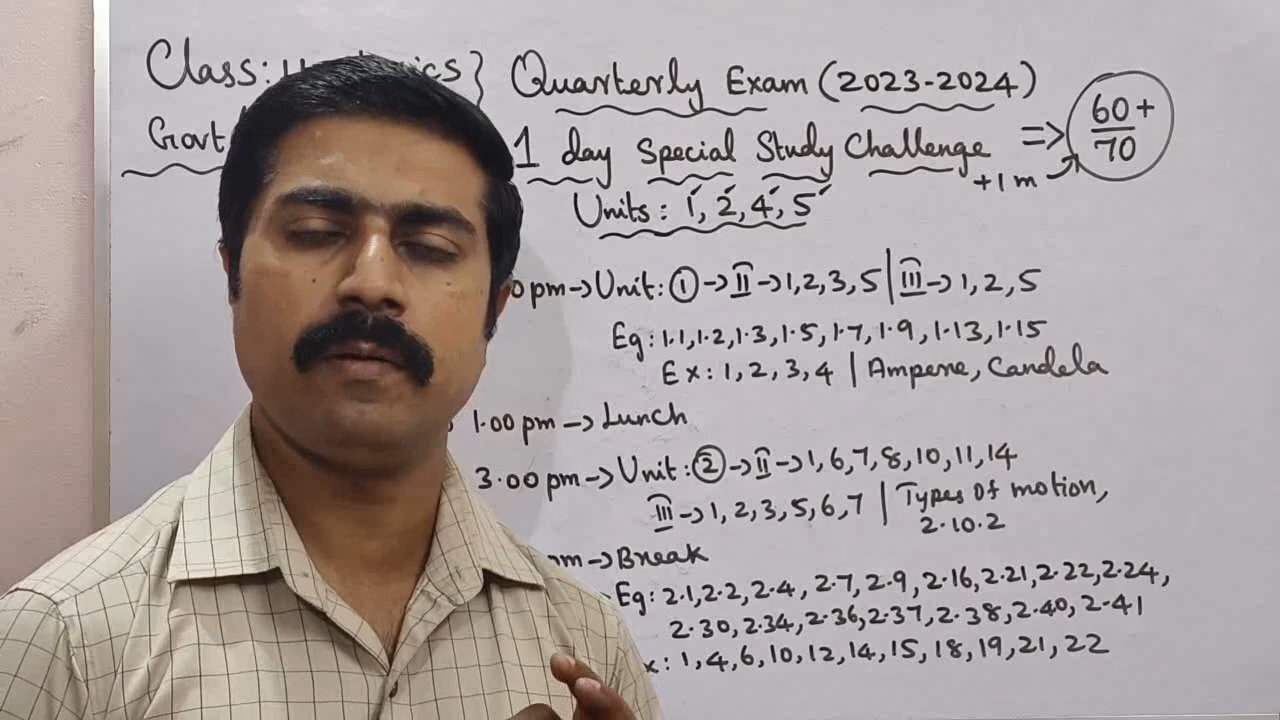 Class: ics} Quarterly Exam (2023-2024)
Govt 1 day Special Study Challenge => 60+/70
+1 m
Units: 1, 2, 4, 5
0 pm -> Unit: ① -> II -> 1, 2, 3, 5 | III -> 1, 2, 5
Eg: 1.1, 1.2, 1.3, 1.5, 1.7, 1.9, 1.13, 1.15
Ex: 1, 2, 3, 4 | Ampere, Candela
1.00 pm -> Lunch
3.00 pm -> Unit: ② -> II -> 1, 6, 7, 8, 10, 11, 14
III -> 1, 2, 3, 5, 6, 7 | Types of motion,
2.10.2
m -> Break
Eg: 2.1, 2.2, 2.4, 2.7, 2.9, 2.16, 2.21, 2.22, 2.24,
2.30, 2.34, 2.36, 2.37, 2.38, 2.40, 2.41
x: 1, 4, 6, 10, 12, 14, 15, 18, 19, 21, 22